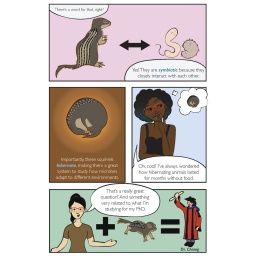 There's a word for that, right?
Yes! They are symbiotic because they
closely interact with each other.
Importantly, these squirrels
hibernate, making them a great
system to study how microbes
adapt to different environments.
Oh, cool! I've always wondered
how hibernating animals lasted
for months without food.
That's a really great
question! And something
very related to what I'm
studying for my PhD.